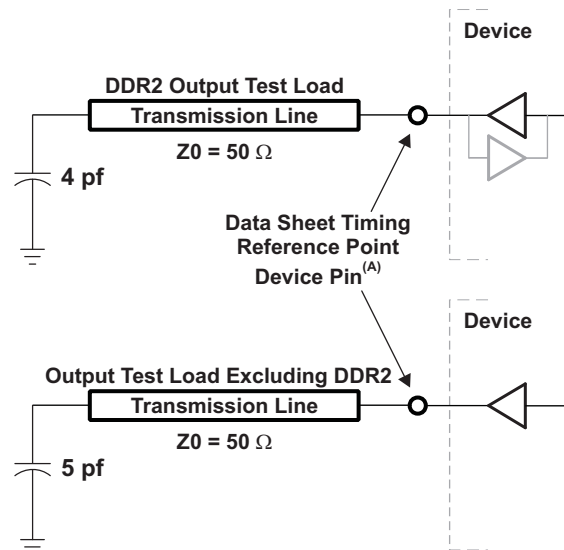 Device
DDR2 Output Test Load
Transmission Line
Z0 = 50 Ω
4 pf
Data Sheet Timing
Reference Point
Device Pin(A)
Device
Output Test Load Excluding DDR2
Transmission Line
Z0 = 50 Ω
5 pf